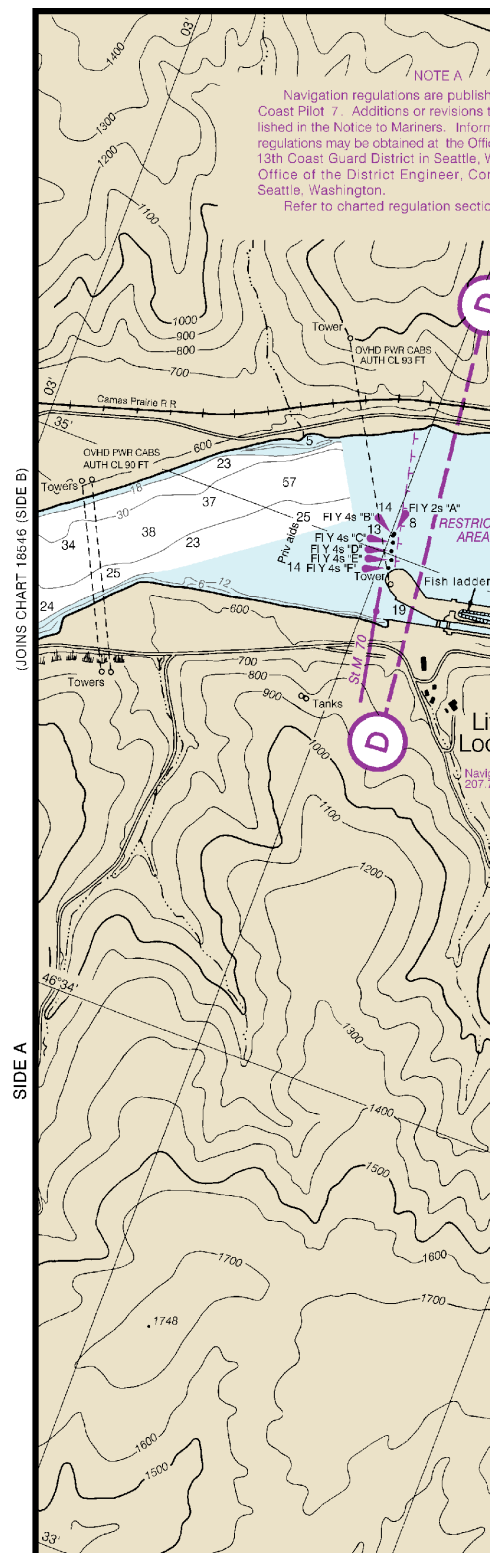 03'
1400
NOTE A
Navigation regulations are publish
Coast Pilot 7. Additions or revisions t
lished in the Notice to Mariners. Inform
regulations may be obtained at the Offi
13th Coast Guard District in Seattle, W
Office of the District Engineer, Cor
Seattle, Washington.
Refer to charted regulation sectio
1300
1200
1100
1000
900
800
700
D
Tower
OVHD PWR CABS
AUTH CL 93 FT
03'
Camas Prairie R R
35'
600
5
OVHD PWR CABS
AUTH CL 90 FT
23
57
Towers
18
37
14
Fl Y 2s "A"
25
Fl Y 4s "B"
8
RESTRIC
AREA
30
38
23
13
Fl Y 4s "C"
Priv aids
34
Fl Y 4s "D"
Fl Y 4s "E"
14
Fl Y 4s "F"
25
Tower
Fish ladder
6
12
24
19
600
(JOINS CHART 18546 (SIDE B)
St M 70
700
800
Towers
900
Tanks
Li
Loc
D
1000
Navig
207.7
1100
1200
46°34'
1300
SIDE A
1400
1500
1600
1700
1700
1748
1600
1500
33'